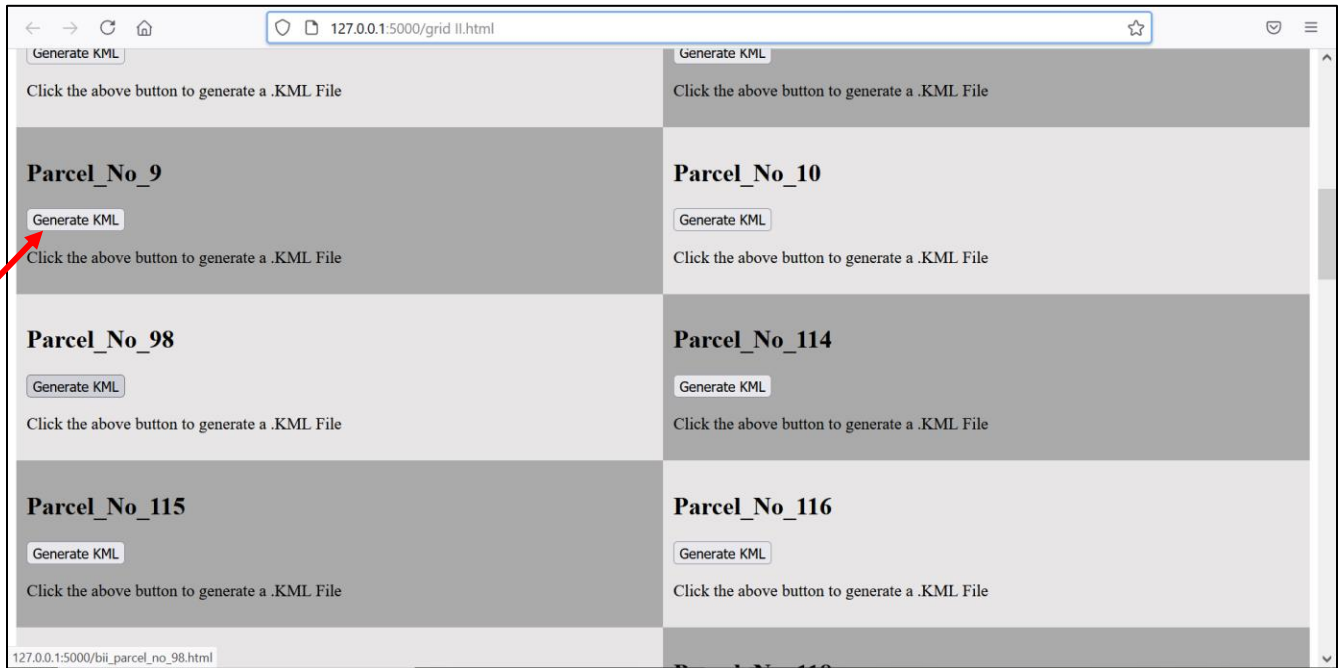 127.0.0.1:5000/grid II.html
Generate KML
Generate KML
Click the above button to generate a .KML File
Click the above button to generate a .KML File
Parcel_No_9
Parcel_No_10
Generate KML
Generate KML
Click the above button to generate a .KML File
Click the above button to generate a .KML File
Parcel_No_98
Parcel_No_114
Generate KML
Generate KML
Click the above button to generate a .KML File
Click the above button to generate a .KML File
Parcel_No_115
Parcel_No_116
Generate KML
Generate KML
Click the above button to generate a .KML File
Click the above button to generate a .KML File
127.0.0.1:5000/bii_parcel_no_98.html